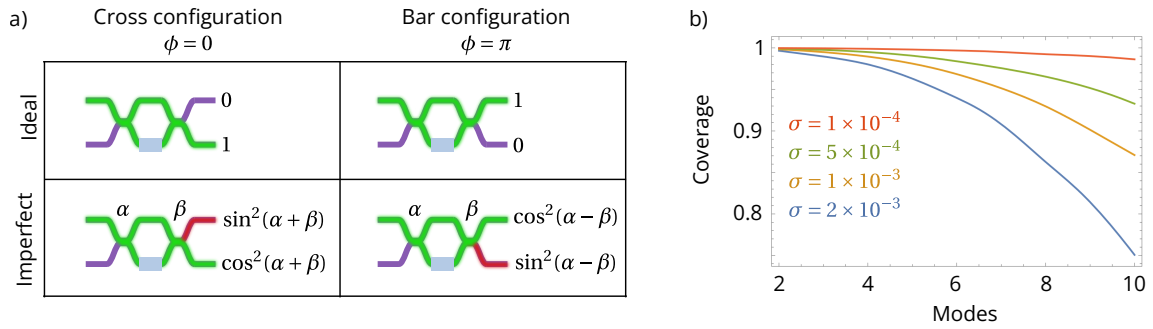 a)
Cross configuration
ϕ = 0
Bar configuration
ϕ = π
Ideal
0
1
1
0
Imperfect
α
β
sin²(α + β)
cos²(α + β)
α
β
cos²(α − β)
sin²(α − β)
b)
Coverage
1
0.9
0.8
σ = 1 × 10⁻⁴
σ = 5 × 10⁻⁴
σ = 1 × 10⁻³
σ = 2 × 10⁻³
2 4 6 8 10
Modes